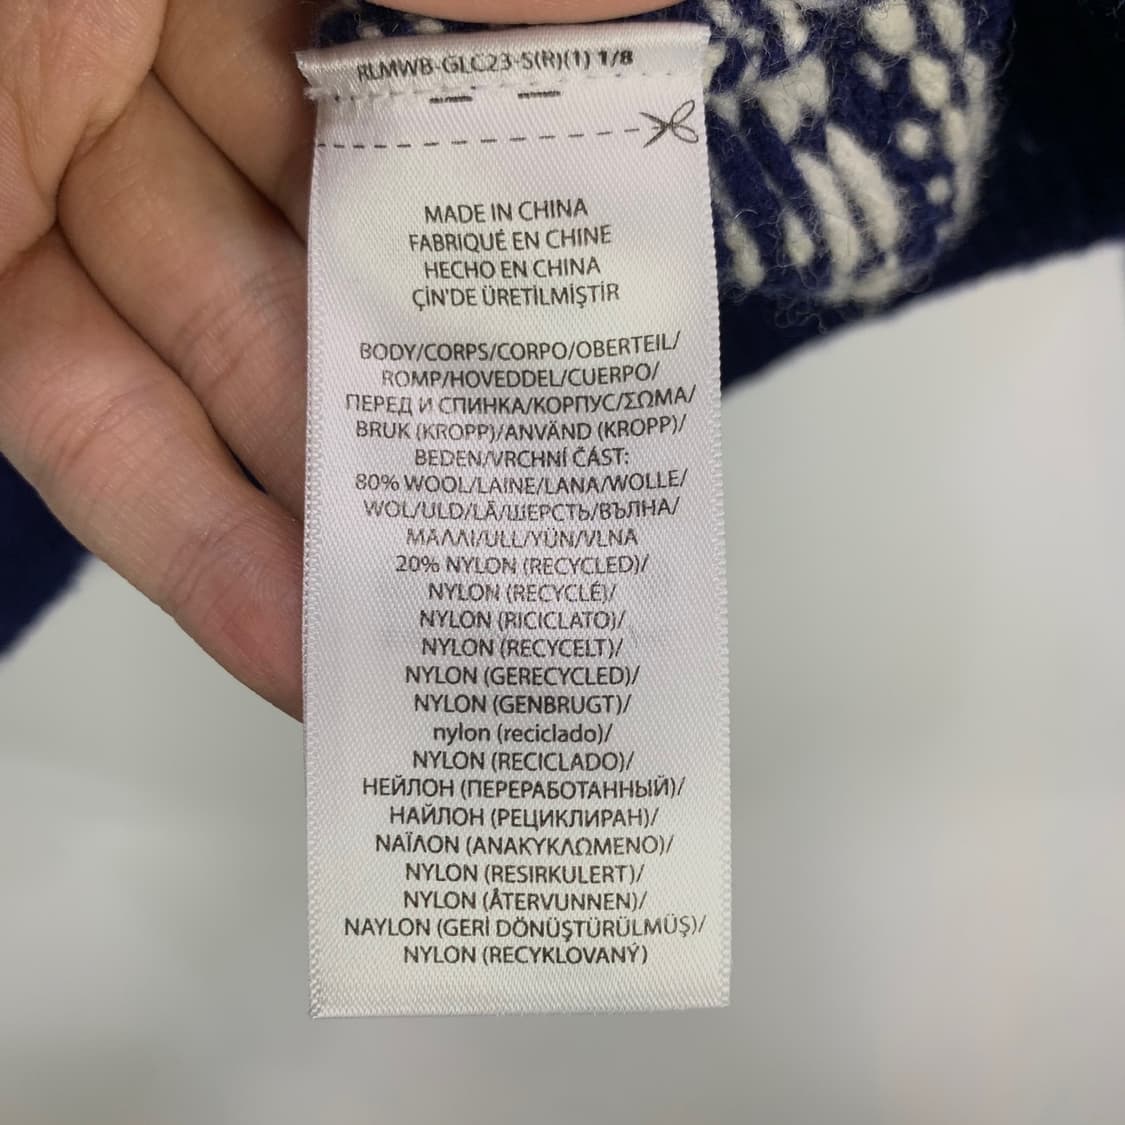 RLMWB-GLC23-S(R)(1) 1/8
MADE IN CHINA
FABRIQUÉ EN CHINE
HECHO EN CHINA
ÇİN'DE ÜRETİLMİŞTİR
BODY/CORPS/CORPO/OBERTEIL/
ROMP/HOVEDDEL/CUERPO/
ПЕРЕД И СПИНКА/КОРПУС/ΣΩΜΑ/
BRUK (KROPP)/ANVÄND (KROPP)/
BEDEN/VRCHNÍ ČÁST:
80% WOOL/LAINE/LANA/WOLLE/
WOL/ULD/LÃ/ШЕРСТЬ/ВЪЛНА/
ΜΑΛΛΙ/ULL/YÜN/VLNA
20% NYLON (RECYCLED)/
NYLON (RECYCLÉ)/
NYLON (RICICLATO)/
NYLON (RECYCELT)/
NYLON (GERECYCLED)/
NYLON (GENBRUGT)/
nylon (reciclado)/
NYLON (RECICLADO)/
НЕЙЛОН (ПЕРЕРАБОТАННЫЙ)/
НАЙЛОН (РЕЦИКЛИРАН)/
ΝΑΪΛΟΝ (ΑΝΑΚΥΚΛΩΜΕΝΟ)/
NYLON (RESIRKULERT)/
NYLON (ÅTERVUNNEN)/
NAYLON (GERİ DÖNÜŞTÜRÜLMÜŞ)/
NYLON (RECYKLOVANÝ)